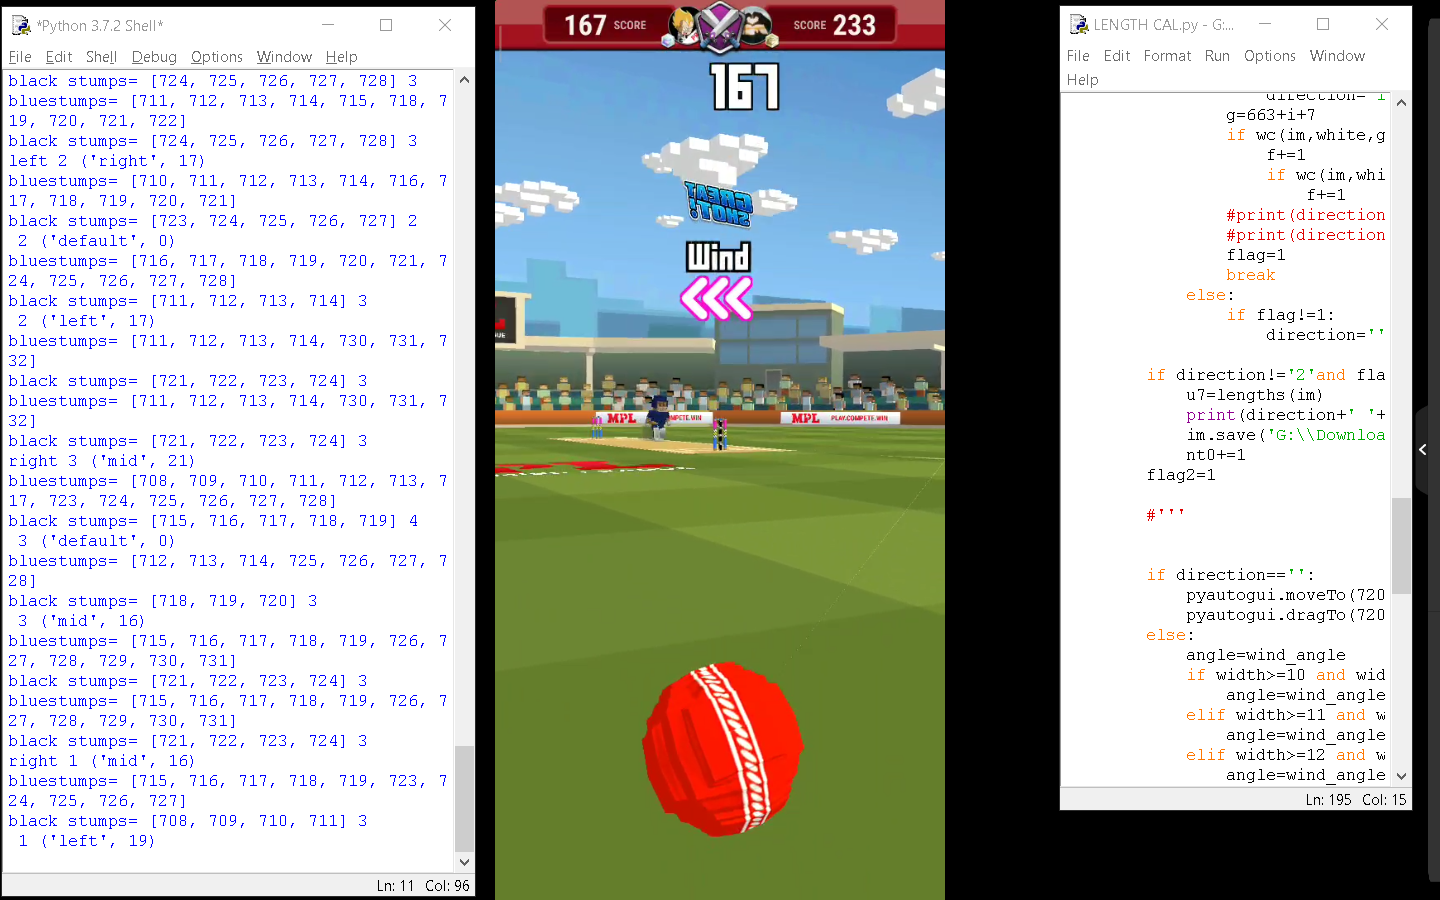 *Python 3.7.2 Shell*
File Edit Shell Debug Options Window Help
black stumps= [724, 725, 726, 727, 728] 3
bluestumps= [711, 712, 713, 714, 715, 718, 7
19, 720, 721, 722]
black stumps= [724, 725, 726, 727, 728] 3
left 2 ('right', 17)
bluestumps= [710, 711, 712, 713, 714, 716, 7
17, 718, 719, 720, 721]
black stumps= [723, 724, 725, 726, 727] 2
 2 ('default', 0)
bluestumps= [716, 717, 718, 719, 720, 721, 7
24, 725, 726, 727, 728]
black stumps= [711, 712, 713, 714] 3
 2 ('left', 17)
bluestumps= [711, 712, 713, 714, 730, 731, 7
32]
black stumps= [721, 722, 723, 724] 3
bluestumps= [711, 712, 713, 714, 730, 731, 7
32]
black stumps= [721, 722, 723, 724] 3
right 3 ('mid', 21)
bluestumps= [708, 709, 710, 711, 712, 713, 7
17, 723, 724, 725, 726, 727, 728]
black stumps= [715, 716, 717, 718, 719] 4
 3 ('default', 0)
bluestumps= [712, 713, 714, 725, 726, 727, 7
28]
black stumps= [718, 719, 720] 3
 3 ('mid', 16)
bluestumps= [715, 716, 717, 718, 719, 726, 7
27, 728, 729, 730, 731]
black stumps= [721, 722, 723, 724] 3
bluestumps= [715, 716, 717, 718, 719, 726, 7
27, 728, 729, 730, 731]
black stumps= [721, 722, 723, 724] 3
right 1 ('mid', 16)
bluestumps= [715, 716, 717, 718, 719, 723, 7
24, 725, 726, 727]
black stumps= [708, 709, 710, 711] 3
 1 ('left', 19)
Ln: 11 Col: 96
167 SCORE
SCORE 233
167
GREAT
SHOT!
Wind
MPL COMPETE.WIN
MPL PLAY.COMPETE.WIN
LENGTH CAL.py - G:...
File Edit Format Run Options Window
Help
direction='i
g=663+i+7
if wc(im,white,g
f+=1
if wc(im,whi
f+=1
#print(direction
#print(direction
flag=1
break
else:
if flag!=1:
direction=''
if direction!='2'and fla
u7=lengths(im)
print(direction+' '+
im.save('G:\\Downloa
nt0+=1
flag2=1
#'''
if direction=='':
pyautogui.moveTo(720
pyautogui.dragTo(720
else:
angle=wind_angle
if width>=10 and wid
angle=wind_angle
elif width>=11 and w
angle=wind_angle
elif width>=12 and w
angle=wind_angle
Ln: 195 Col: 15